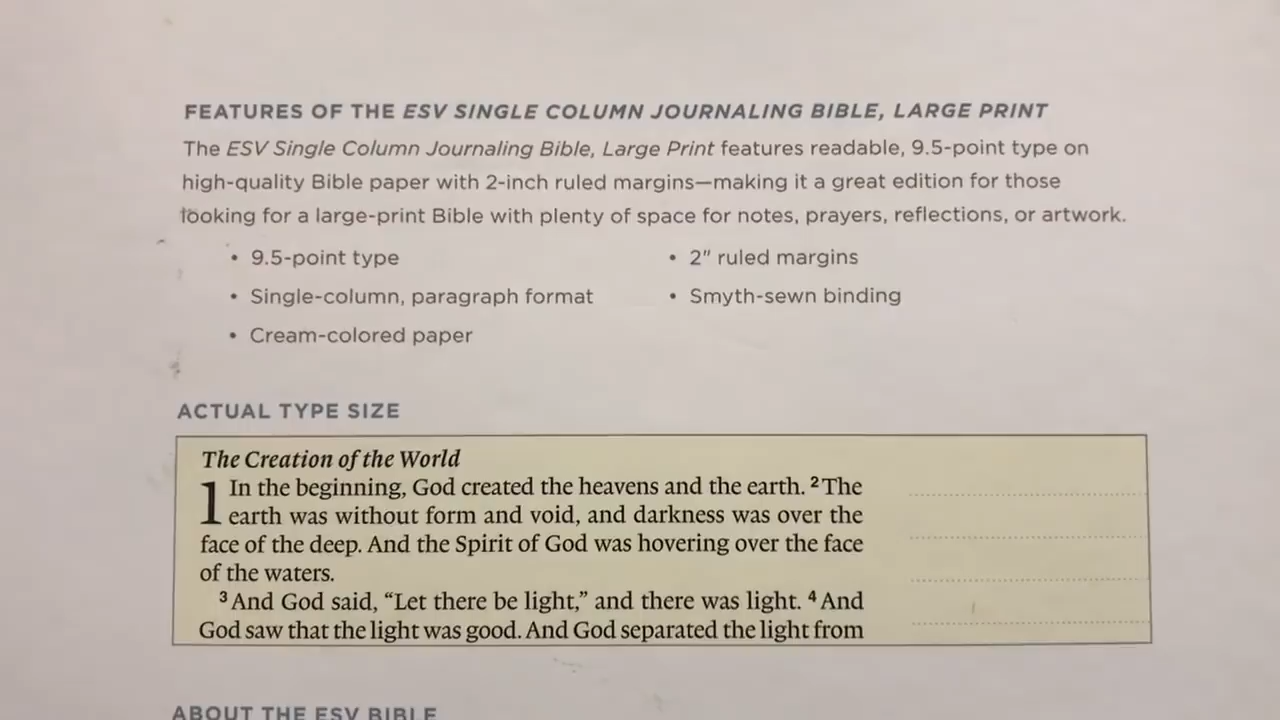 FEATURES OF THE ESV SINGLE COLUMN JOURNALING BIBLE, LARGE PRINT
The ESV Single Column Journaling Bible, Large Print features readable, 9.5-point type on
high-quality Bible paper with 2-inch ruled margins—making it a great edition for those
looking for a large-print Bible with plenty of space for notes, prayers, reflections, or artwork.
• 9.5-point type
• Single-column, paragraph format
• Cream-colored paper
• 2″ ruled margins
• Smyth-sewn binding
ACTUAL TYPE SIZE
The Creation of the World
1 In the beginning, God created the heavens and the earth. ² The
earth was without form and void, and darkness was over the
face of the deep. And the Spirit of God was hovering over the face
of the waters.
³ And God said, “Let there be light,” and there was light. ⁴ And
God saw that the light was good. And God separated the light from
ABOUT THE ESV BIBLE